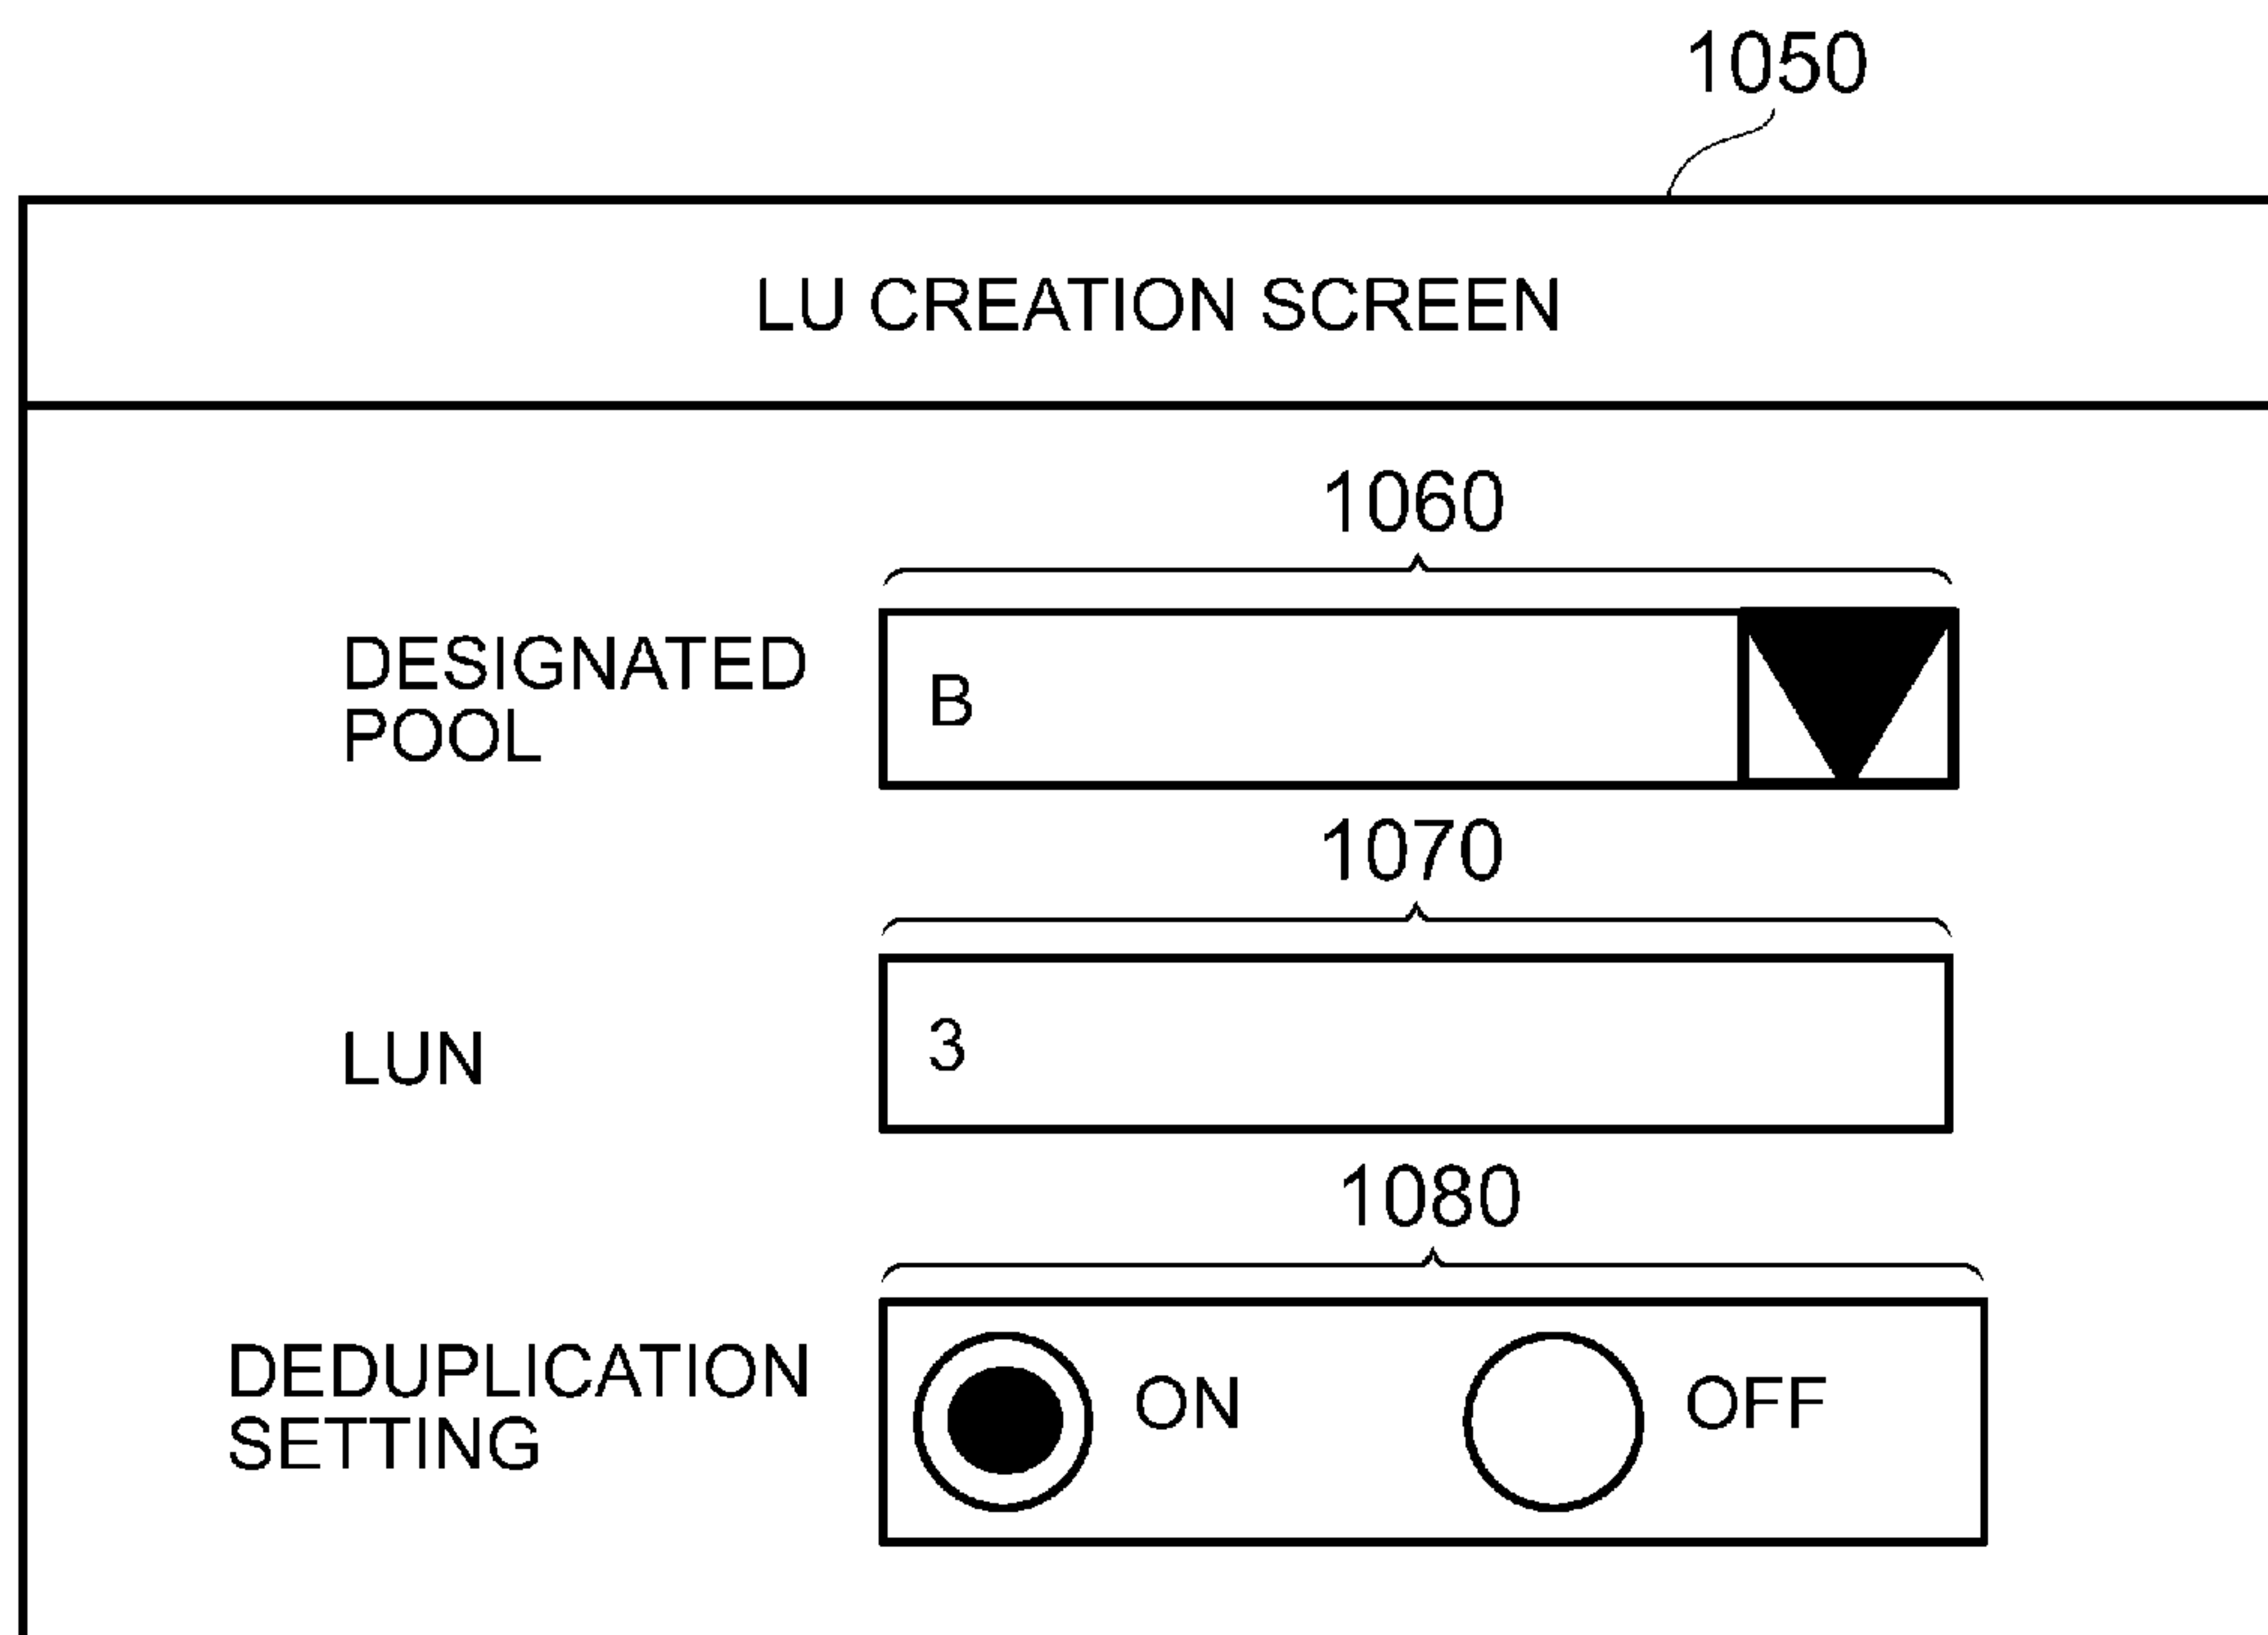 1050
LU CREATION SCREEN
1060
DESIGNATED
POOL
B
1070
LUN
3
1080
DEDUPLICATION
SETTING
ON
OFF